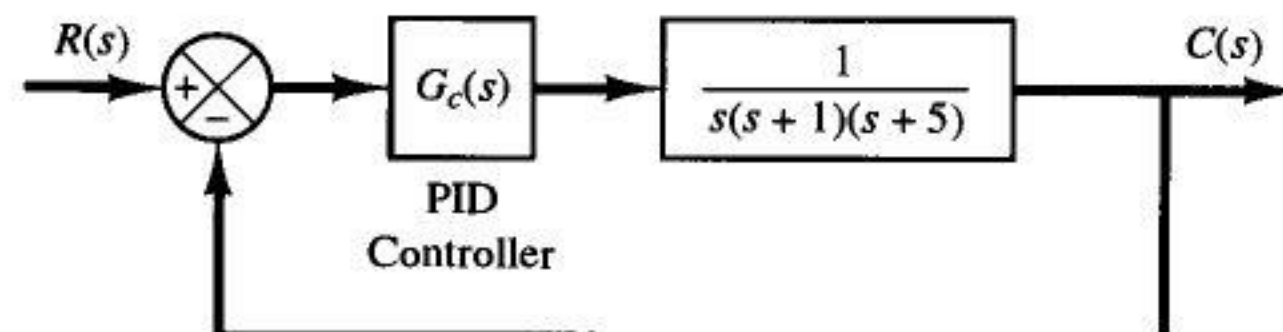 R(s)
+
−
G_c(s)
1
s(s + 1)(s + 5)
C(s)
PID
Controller